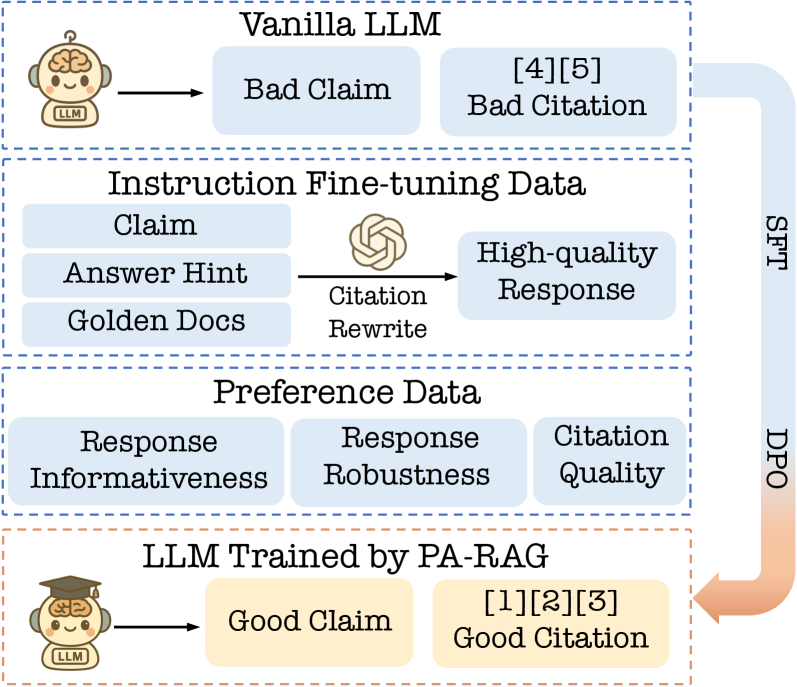 Vanilla LLM
LLM
Bad Claim
[4][5]
Bad Citation
Instruction Fine-tuning Data
Claim
Answer Hint
Golden Docs
Citation
Rewrite
High-quality
Response
SFT
Preference Data
Response
Informativeness
Response
Robustness
Citation
Quality
DPO
LLM Trained by PA-RAG
LLM
Good Claim
[1][2][3]
Good Citation